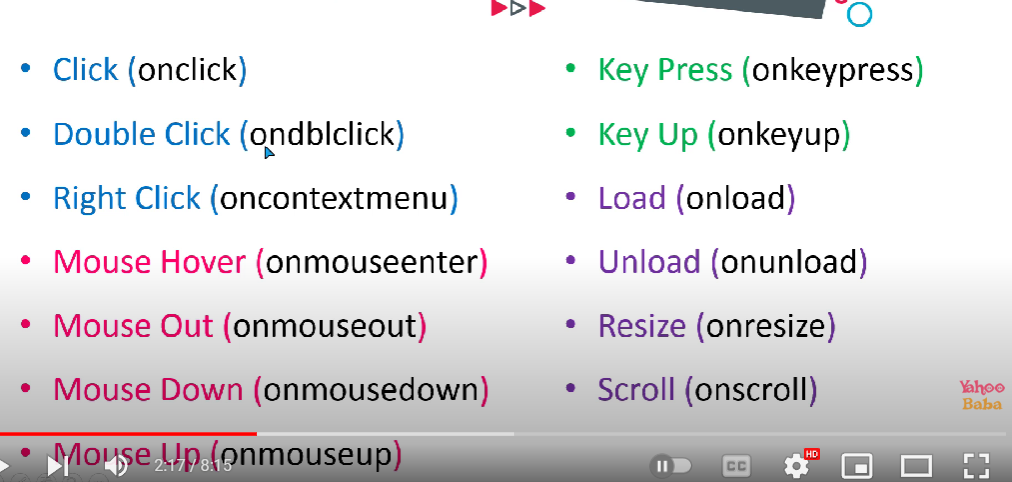 Click (onclick)
Double Click (ondblclick)
Right Click (oncontextmenu)
Mouse Hover (onmouseenter)
Mouse Out (onmouseout)
Mouse Down (onmousedown)
Mouse Up (onmouseup)
Key Press (onkeypress)
Key Up (onkeyup)
Load (onload)
Unload (onunload)
Resize (onresize)
Scroll (onscroll)
Yahoo
Baba
2:17 / 8:15
CC
HD